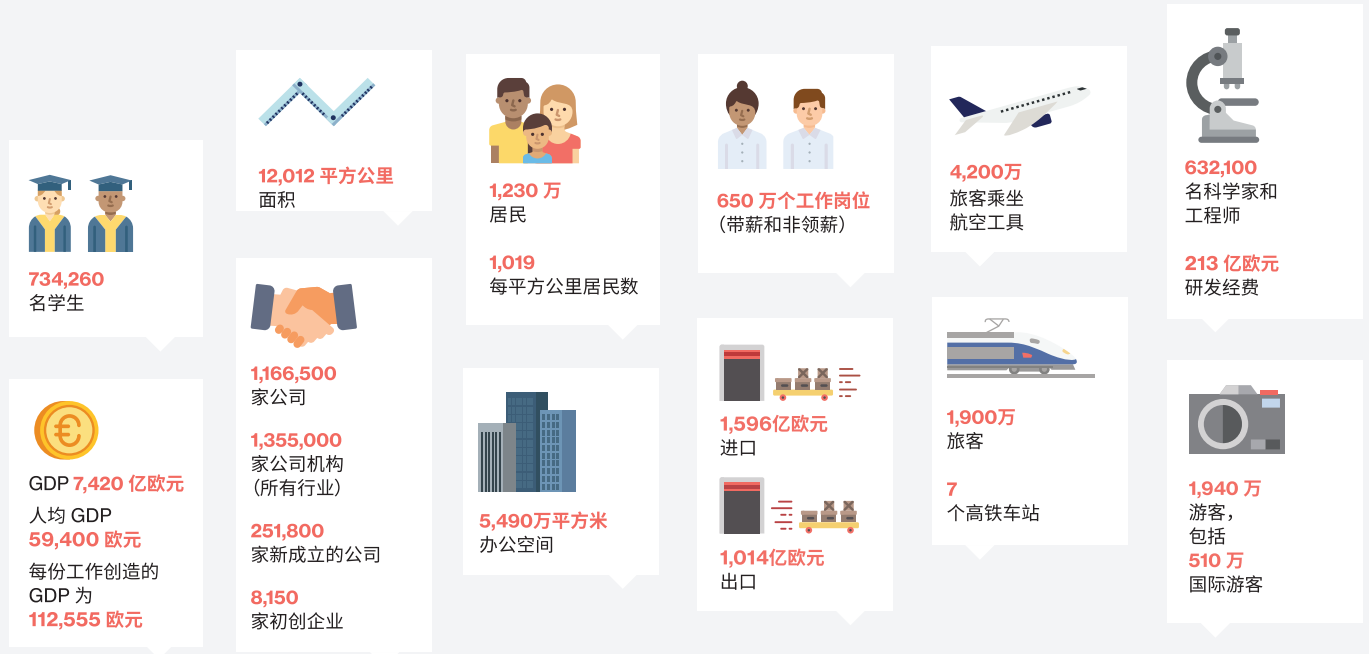 734,260
名学生
GDP 7,420 亿欧元
人均 GDP
59,400 欧元
每份工作创造的
GDP 为
112,555 欧元
12,012 平方公里
面积
1,166,500
家公司
1,355,000
家公司机构
（所有行业）
251,800
家新成立的公司
8,150
家初创企业
1,230 万
居民
1,019
每平方公里居民数
5,490万平方米
办公空间
650 万个工作岗位
（带薪和非领薪）
1,596亿欧元
进口
1,014亿欧元
出口
4,200万
旅客乘坐
航空工具
1,900万
旅客
7
个高铁车站
632,100
名科学家和
工程师
213 亿欧元
研发经费
1,940 万
游客，
包括
510 万
国际游客